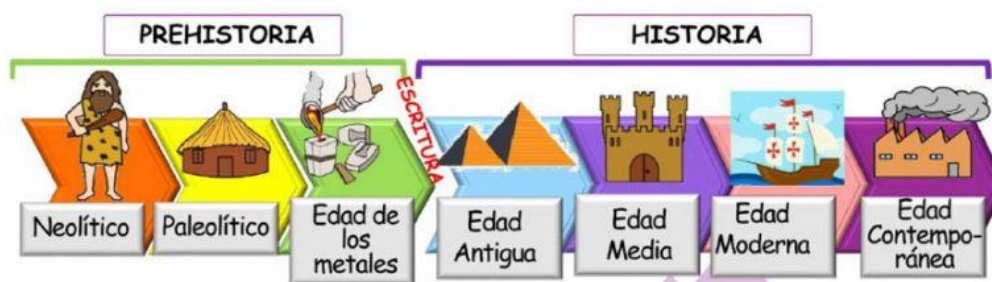 PREHISTORIA
HISTORIA
ESCRITURA
Neolítico
Paleolítico
Edad de
los
metales
Edad
Antigua
Edad
Media
Edad
Moderna
Edad
Contempo-
ránea